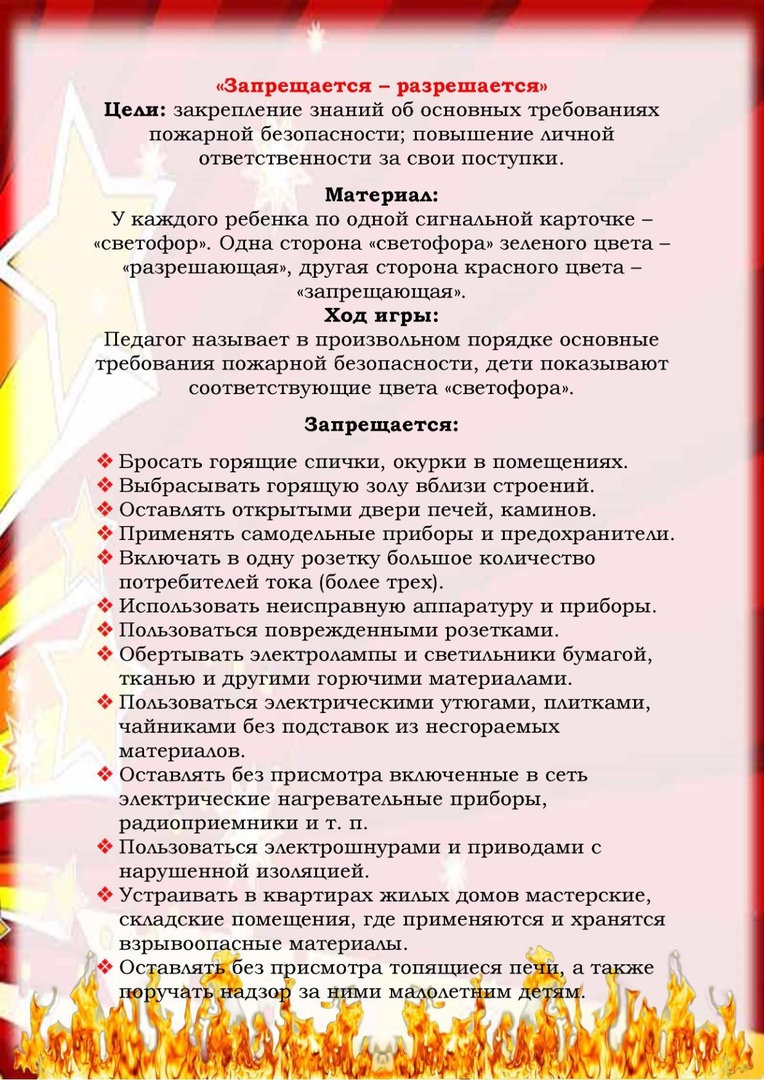 «Запрещается – разрешается»
Цели: закрепление знаний об основных требованиях
пожарной безопасности; повышение личной
ответственности за свои поступки.
Материал:
У каждого ребенка по одной сигнальной карточке –
«светофор». Одна сторона «светофора» зеленого цвета –
«разрешающая», другая сторона красного цвета –
«запрещающая».
Ход игры:
Педагог называет в произвольном порядке основные
требования пожарной безопасности, дети показывают
соответствующие цвета «светофора».
Запрещается:
❖ Бросать горящие спички, окурки в помещениях.
❖ Выбрасывать горящую золу вблизи строений.
❖ Оставлять открытыми двери печей, каминов.
❖ Применять самодельные приборы и предохранители.
❖ Включать в одну розетку большое количество
потребителей тока (более трех).
❖ Использовать неисправную аппаратуру и приборы.
❖ Пользоваться поврежденными розетками.
❖ Обертывать электролампы и светильники бумагой,
тканью и другими горючими материалами.
❖ Пользоваться электрическими утюгами, плитками,
чайниками без подставок из несгораемых
материалов.
❖ Оставлять без присмотра включенные в сеть
электрические нагревательные приборы,
радиоприемники и т. п.
❖ Пользоваться электрошнурами и приводами с
нарушенной изоляцией.
❖ Устраивать в квартирах жилых домов мастерские,
складские помещения, где применяются и хранятся
взрывоопасные материалы.
❖ Оставлять без присмотра топящиеся печи, а также
поручать надзор за ними малолетним детям.